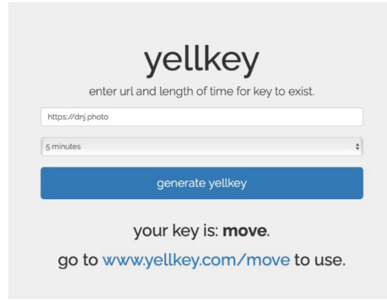 yellkey
enter url and length of time for key to exist.
https://dnj.photo
5 minutes
generate yellkey
your key is: move.
go to www.yellkey.com/move to use.